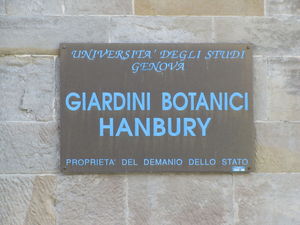 UNIVERSITA' DEGLI STUDI
GENOVA
GIARDINI BOTANICI
HANBURY
PROPRIETA' DEL DEMANIO DELLO STATO